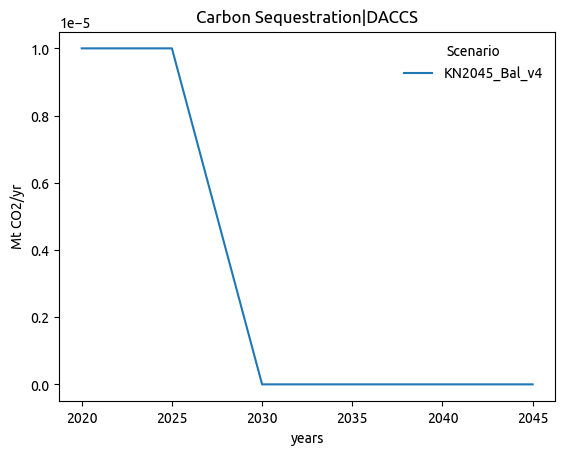 Carbon Sequestration|DACCS
1e−5
1.0
0.8
0.6
0.4
0.2
0.0
Mt CO2/yr
Scenario
KN2045_Bal_v4
2020 2025 2030 2035 2040 2045
years